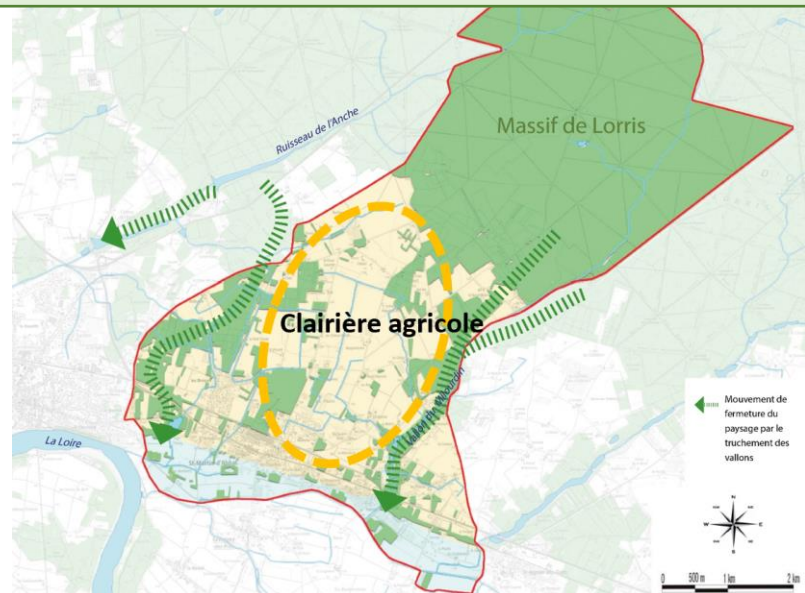 Massif de Lorris
Ruisseau de l'Anche
Clairière agricole
La Loire
Mouvement de
fermeture du
paysage par le
truchement des
vallons
N
W
E
S
0 500 m 1 km 2 km